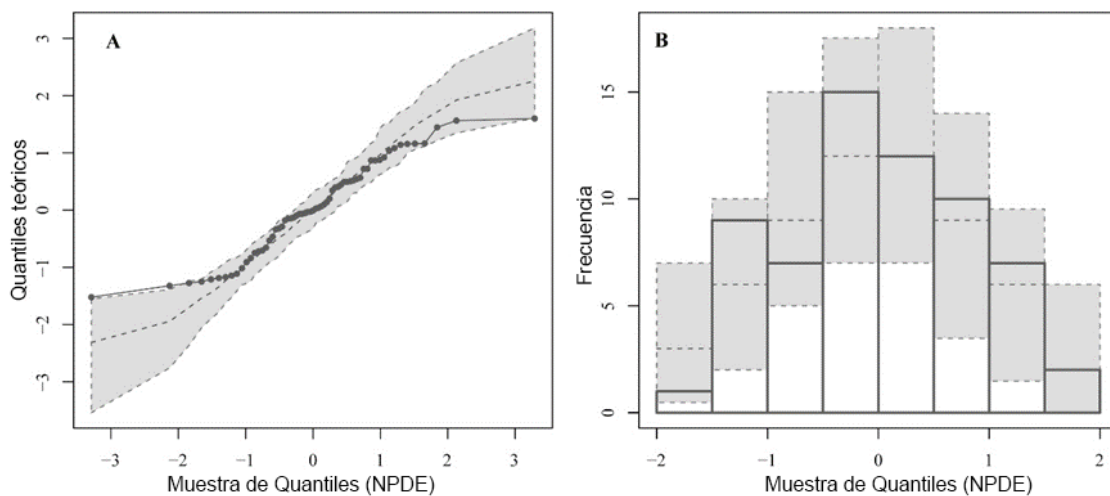 A
Quantiles teóricos
3
2
1
0
−1
−2
−3
−3 −2 −1 0 1 2 3
Muestra de Quantiles (NPDE)
B
Frecuencia
15
10
5
0
−2 −1 0 1 2
Muestra de Quantiles (NPDE)